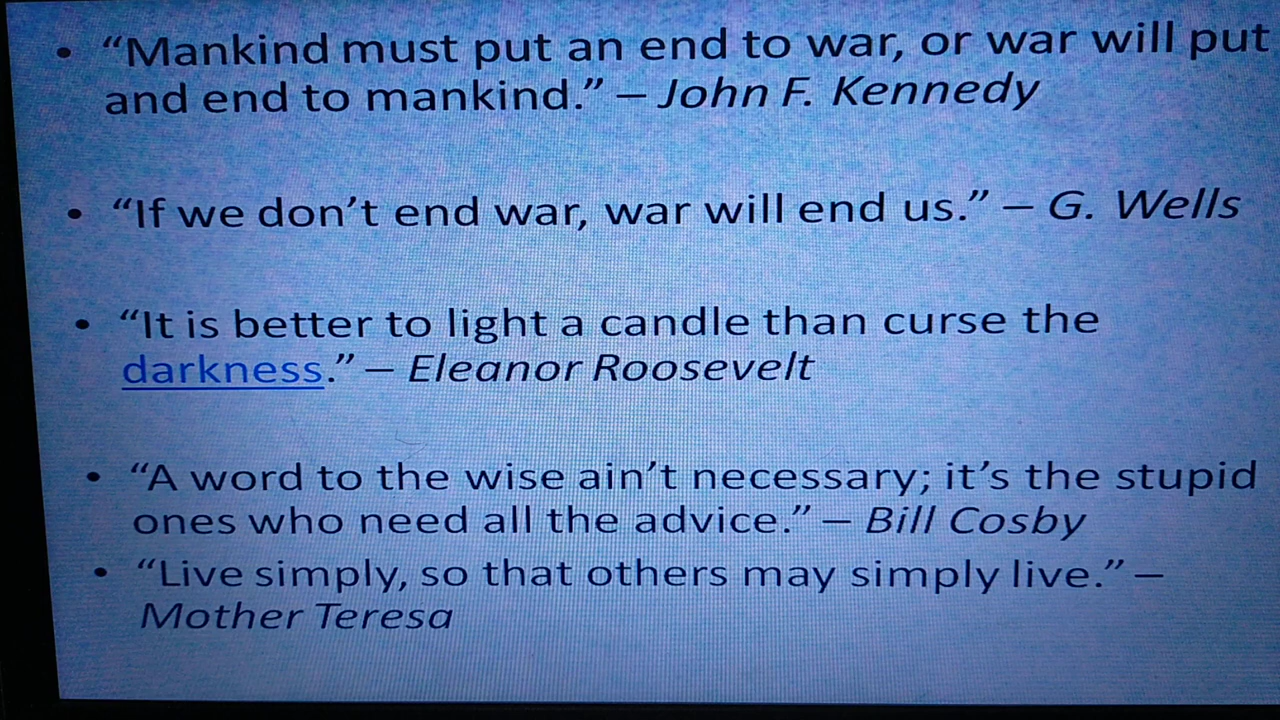 • “Mankind must put an end to war, or war will put
and end to mankind.” – John F. Kennedy
• “If we don’t end war, war will end us.” – G. Wells
• “It is better to light a candle than curse the
darkness.” – Eleanor Roosevelt
• “A word to the wise ain’t necessary; it’s the stupid
ones who need all the advice.” – Bill Cosby
• “Live simply, so that others may simply live.” –
Mother Teresa